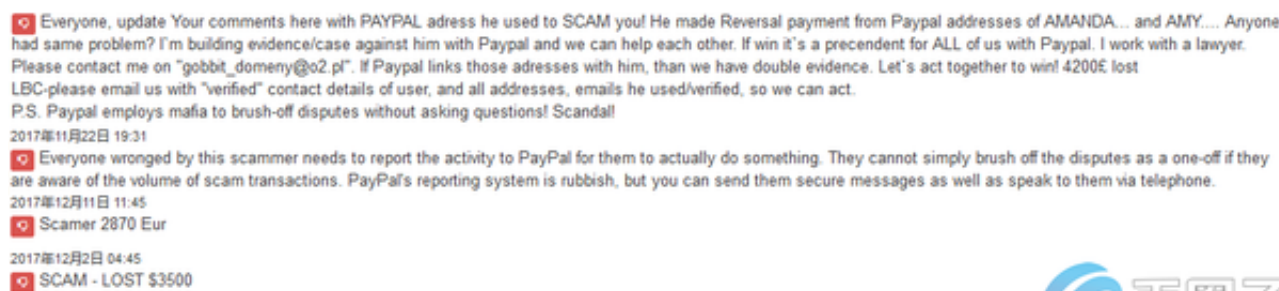 Everyone, update Your comments here with PAYPAL adress he used to SCAM you! He made Reversal payment from Paypal addresses of AMANDA... and AMY.... Anyone
had same problem? I`m building evidence/case against him with Paypal and we can help each other. If win it`s a precendent for ALL of us with Paypal. I work with a lawyer.
Please contact me on "gobbit_domeny@o2.pl". If Paypal links those adresses with him, than we have double evidence. Let`s act together to win! 4200£ lost
LBC-please email us with "verified" contact details of user, and all addresses, emails he used/verified, so we can act.
P.S. Paypal employs mafia to brush-off disputes without asking questions! Scandal!
2017年11月22日 19:31
Everyone wronged by this scammer needs to report the activity to PayPal for them to actually do something. They cannot simply brush off the disputes as a one-off if they
are aware of the volume of scam transactions. PayPal's reporting system is rubbish, but you can send them secure messages as well as speak to them via telephone.
2017年12月11日 11:45
Scamer 2870 Eur
2017年12月2日 04:45
SCAM - LOST $3500